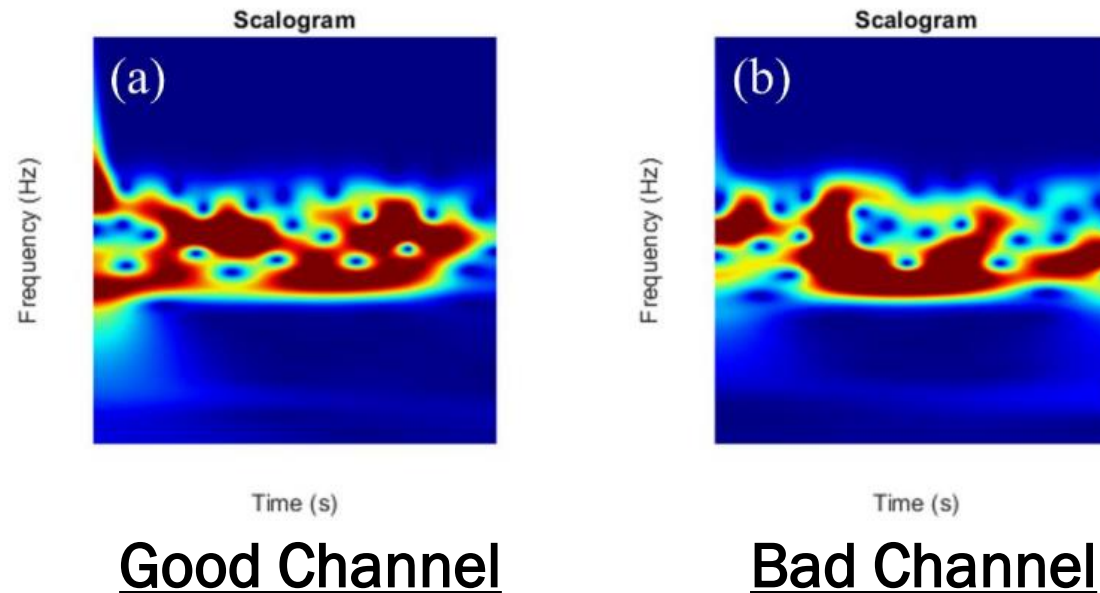 Scalogram
(a)
Frequency (Hz)
Time (s)
Good Channel
Scalogram
(b)
Frequency (Hz)
Time (s)
Bad Channel